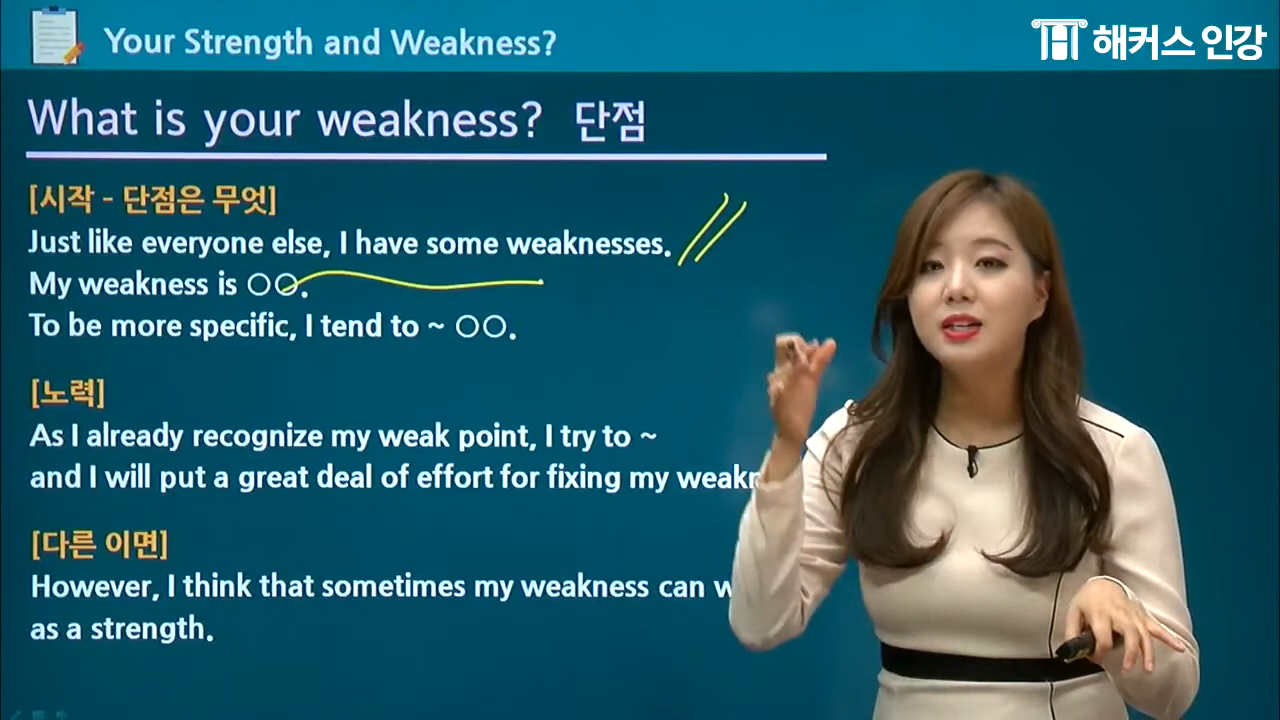 Your Strength and Weakness?
해커스 인강
What is your weakness? 단점
[시작 - 단점은 무엇]
Just like everyone else, I have some weaknesses.
My weakness is ○○.
To be more specific, I tend to ~ ○○.
[노력]
As I already recognize my weak point, I try to ~
and I will put a great deal of effort for fixing my
[다른 이면]
However, I think that sometimes my weakness can
as a strength.